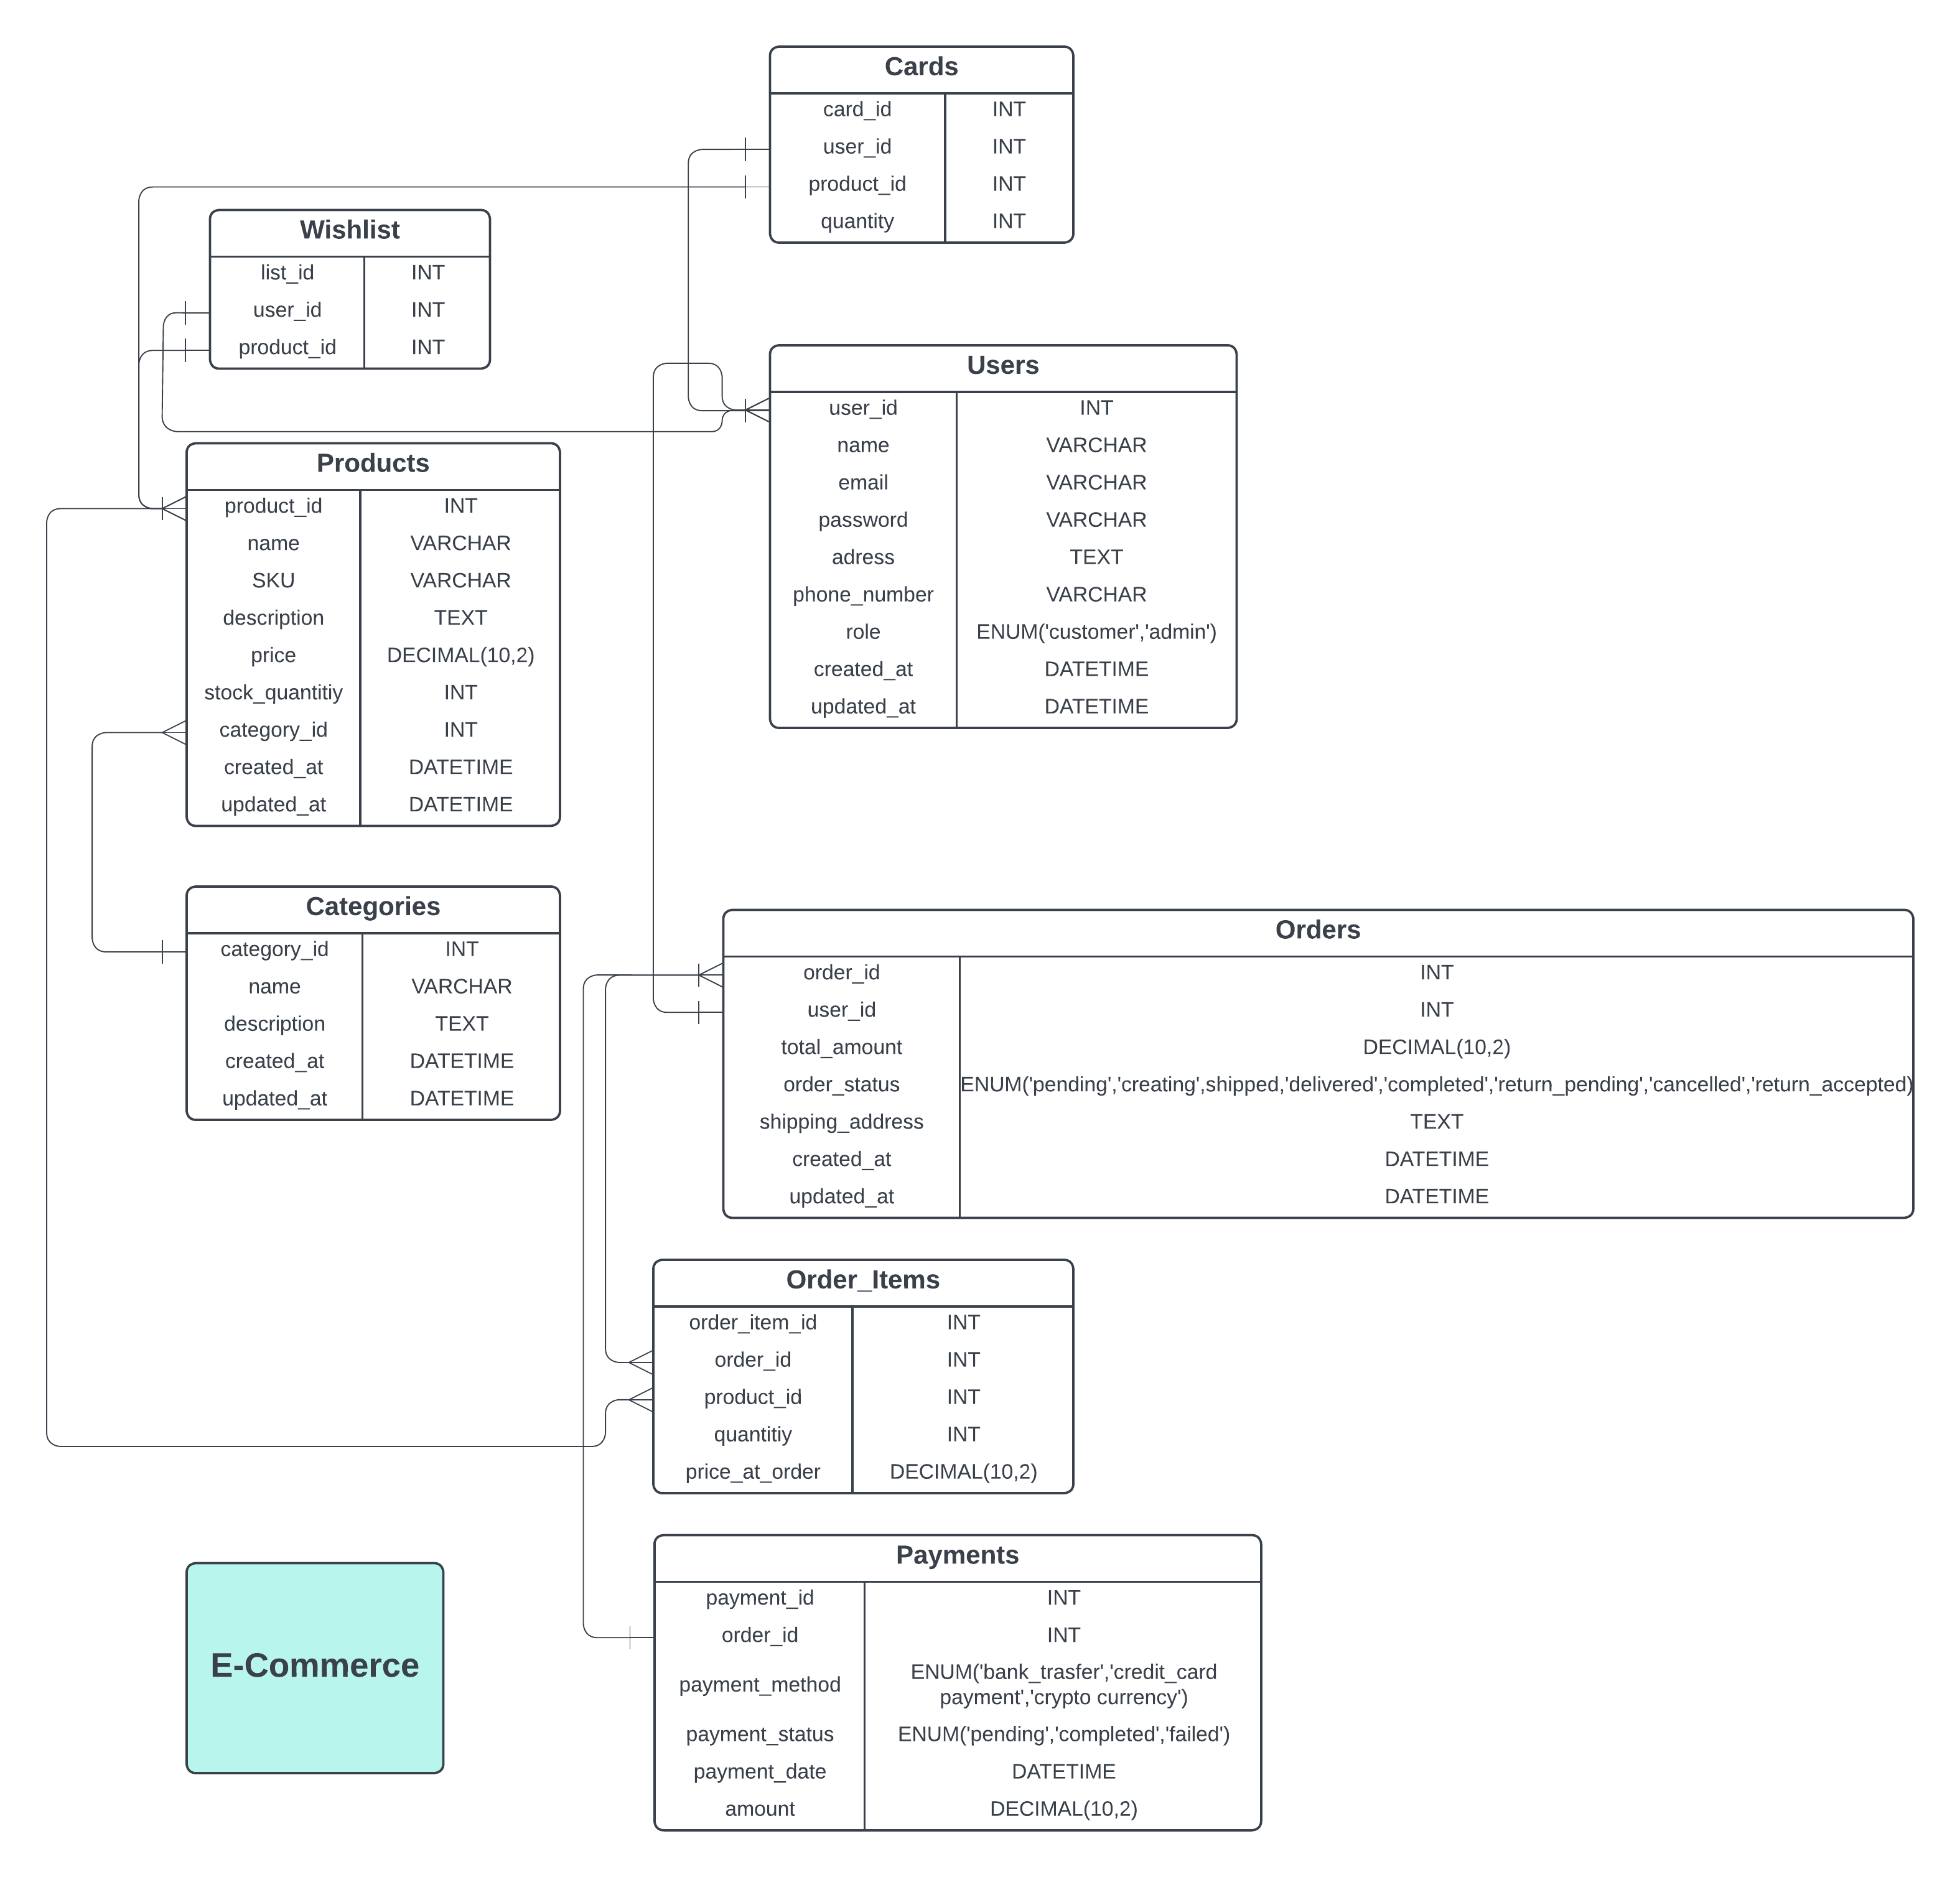 Cards
card_id INT
user_id INT
product_id INT
quantity INT
Wishlist
list_id INT
user_id INT
product_id INT
Users
user_id INT
name VARCHAR
email VARCHAR
password VARCHAR
adress TEXT
phone_number VARCHAR
role ENUM('customer','admin')
created_at DATETIME
updated_at DATETIME
Products
product_id INT
name VARCHAR
SKU VARCHAR
description TEXT
price DECIMAL(10,2)
stock_quantitiy INT
category_id INT
created_at DATETIME
updated_at DATETIME
Categories
category_id INT
name VARCHAR
description TEXT
created_at DATETIME
updated_at DATETIME
Orders
order_id INT
user_id INT
total_amount DECIMAL(10,2)
order_status ENUM('pending','creating',shipped,'delivered','completed','return_pending','cancelled','return_accepted)
shipping_address TEXT
created_at DATETIME
updated_at DATETIME
Order_Items
order_item_id INT
order_id INT
product_id INT
quantitiy INT
price_at_order DECIMAL(10,2)
Payments
payment_id INT
order_id INT
payment_method ENUM('bank_trasfer','credit_card
payment','crypto currency')
payment_status ENUM('pending','completed','failed')
payment_date DATETIME
amount DECIMAL(10,2)
E-Commerce